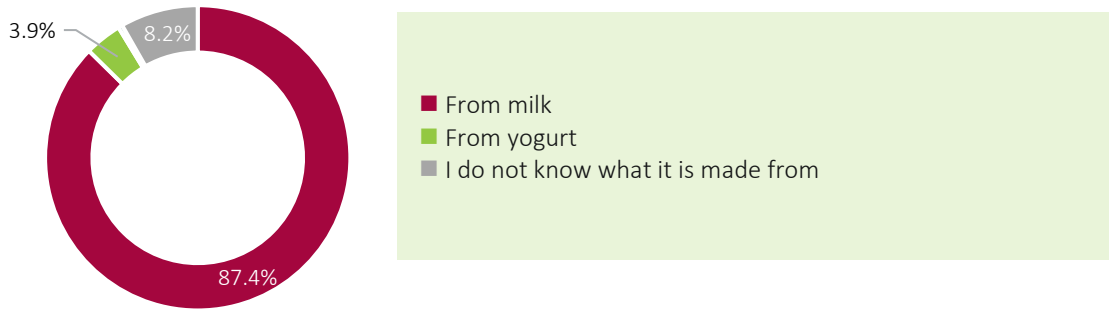 3.9%
8.2%
87.4%
From milk
From yogurt
I do not know what it is made from